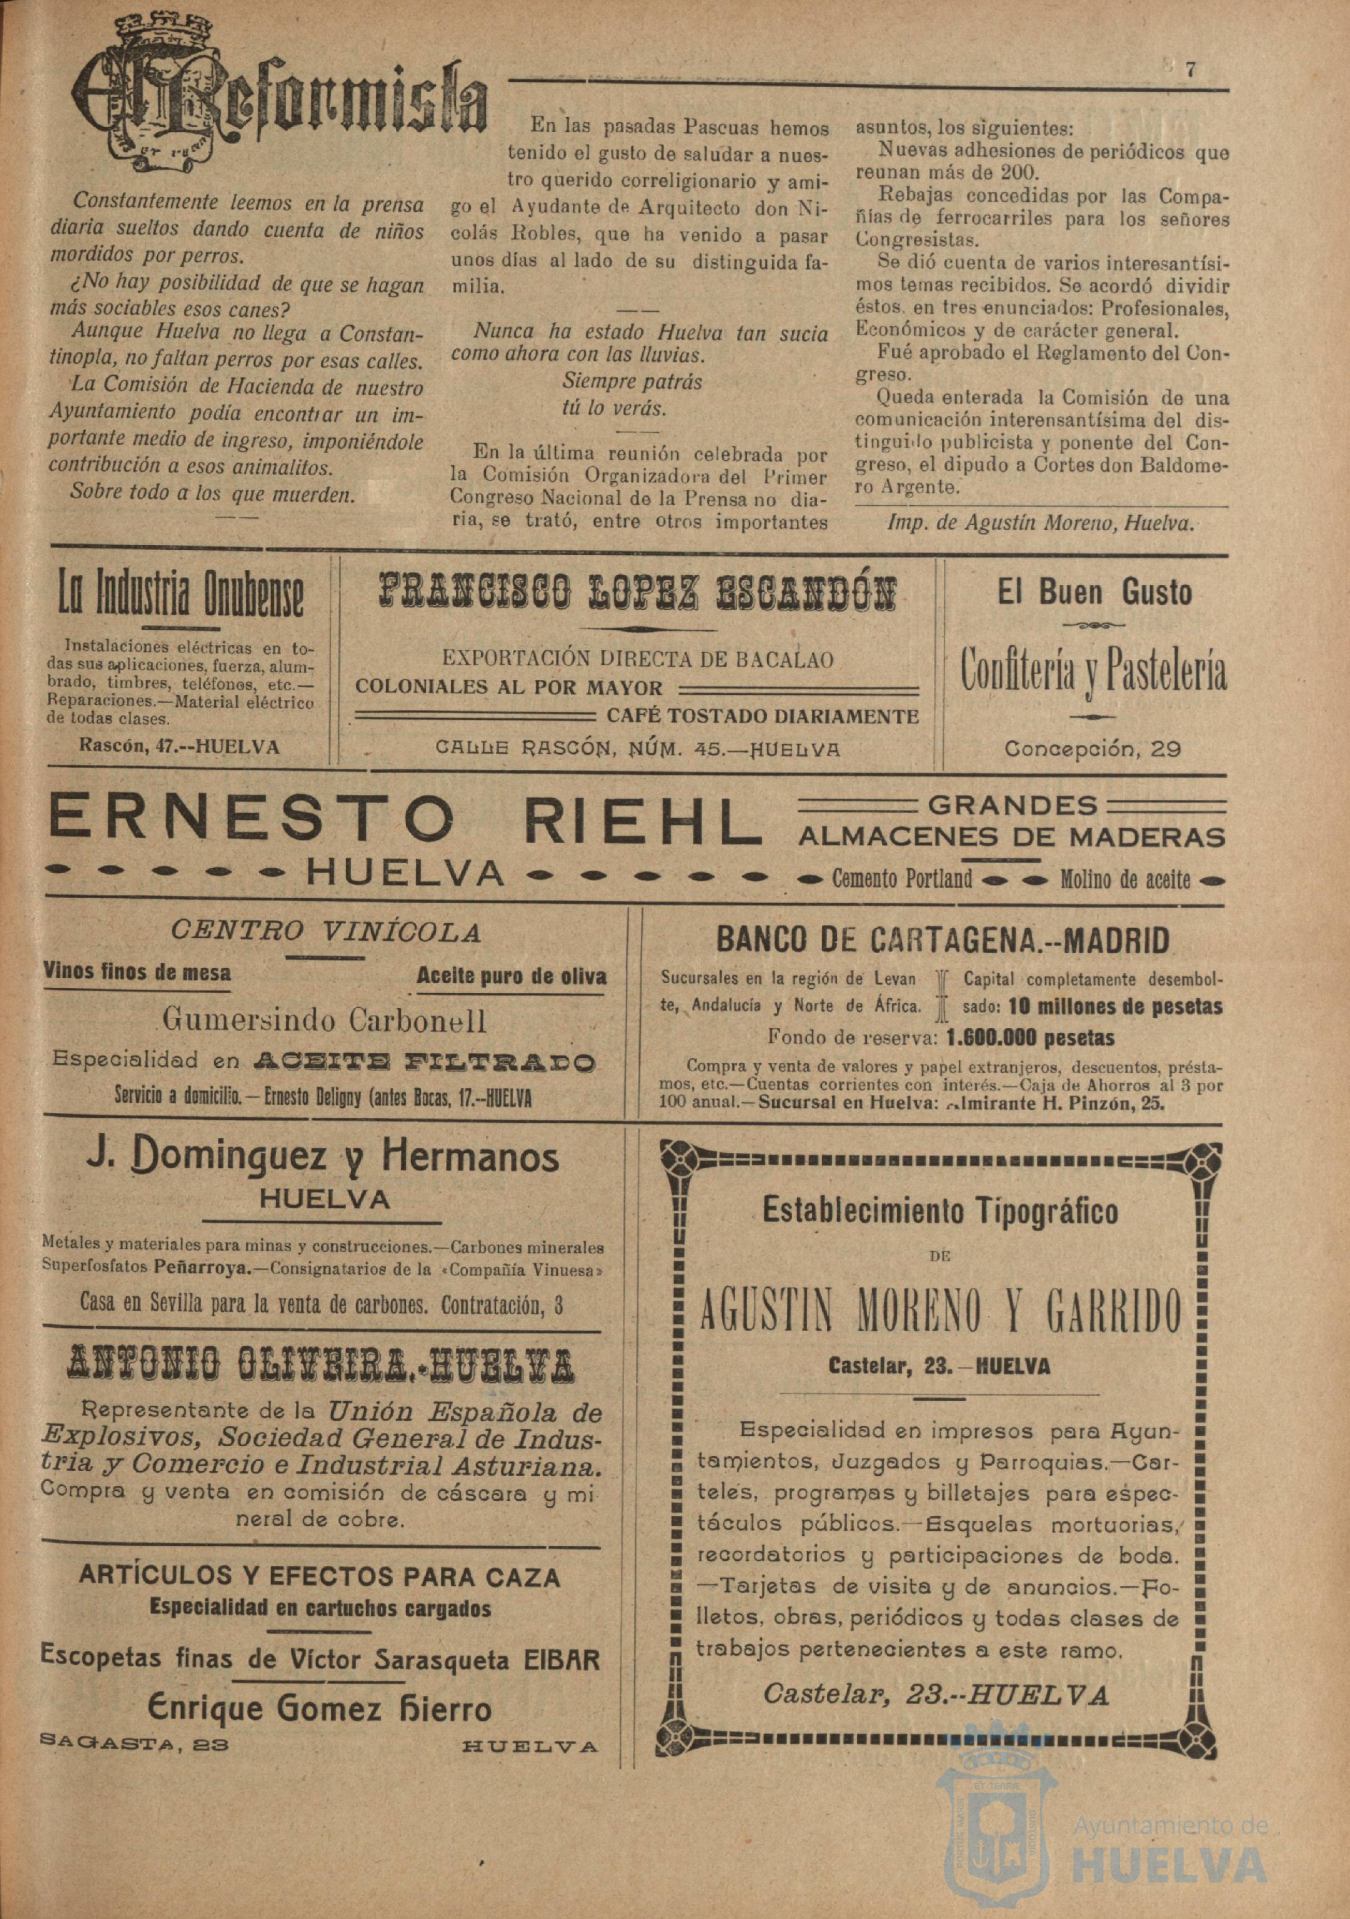 El Reformista
7
Constantemente leemos en la prensa
diaria sueltos dando cuenta de niños
mordidos por perros.
¿No hay posibilidad de que se hagan
más sociables esos canes?
Aunque Huelva no llega a Constan-
tinopla, no faltan perros por esas calles.
La Comisión de Hacienda de nuestro
Ayuntamiento podía encontrar un im-
portante medio de ingreso, imponiéndole
contribución a esos animalitos.
Sobre todo a los que muerden.
En las pasadas Pascuas hemos
tenido el gusto de saludar a nues-
tro querido correligionario y ami-
go el Ayudante de Arquitecto don Ni-
colás Robles, que ha venido a pasar
unos días al lado de su distinguida fa-
milia.
Nunca ha estado Huelva tan sucia
como ahora con las lluvias.
Siempre patrás
tú lo verás.
En la última reunión celebrada por
la Comisión Organizadora del Primer
Congreso Nacional de la Prensa no dia-
ria, se trató, entre otros importantes
asuntos, los siguientes:
Nuevas adhesiones de periódicos que
reunan más de 200.
Rebajas concedidas por las Compa-
ñías de ferrocarriles para los señores
Congresistas.
Se dió cuenta de varios interesantísi-
mos temas recibidos. Se acordó dividir
éstos en tres enunciados: Profesionales,
Económicos y de carácter general.
Fué aprobado el Reglamento del Con-
greso.
Queda enterada la Comisión de una
comunicación interensantísima del dis-
tinguido publicista y ponente del Con-
greso, el dipudo a Cortes don Baldome-
ro Argente.
Imp. de Agustín Moreno, Huelva.
La Industria Onubense
Instalaciones eléctricas en to-
das sus aplicaciones, fuerza, alum-
brado, timbres, teléfonos, etc.—
Reparaciones.—Material eléctrico
de todas clases.
Rascón, 47.--HUELVA
FRANCISCO LOPEZ ESCANDÓN
EXPORTACIÓN DIRECTA DE BACALAO
COLONIALES AL POR MAYOR
CAFÉ TOSTADO DIARIAMENTE
CALLE RASCÓN, NÚM. 45.—HUELVA
El Buen Gusto
Confitería y Pastelería
Concepción, 29
ERNESTO RIEHL
HUELVA
GRANDES
ALMACENES DE MADERAS
Cemento Portland
Molino de aceite
CENTRO VINÍCOLA
Vinos finos de mesa
Aceite puro de oliva
Gumersindo Carbonell
Especialidad en ACEITE FILTRADO
Servicio a domicilio.—Ernesto Deligny (antes Bocas, 17.--HUELVA
BANCO DE CARTAGENA.--MADRID
Sucursales en la región de Levan
te, Andalucía y Norte de África.
Capital completamente desembol-
sado: 10 millones de pesetas
Fondo de reserva: 1.600.000 pesetas
Compra y venta de valores y papel extranjeros, descuentos, présta-
mos, etc.—Cuentas corrientes con interés.—Caja de Ahorros al 3 por
100 anual.—Sucursal en Huelva: Almirante H. Pinzón, 25.
J. Dominguez y Hermanos
HUELVA
Metales y materiales para minas y construcciones.—Carbones minerales
Superfosfatos Peñarroya.—Consignatarios de la «Compañía Vinuesa»
Casa en Sevilla para la venta de carbones. Contratación, 3
ANTONIO OLIVEIRA.-HUELVA
Representante de la Unión Española de
Explosivos, Sociedad General de Indus-
tria y Comercio e Industrial Asturiana.
Compra y venta en comisión de cáscara y mi
neral de cobre.
ARTÍCULOS Y EFECTOS PARA CAZA
Especialidad en cartuchos cargados
Escopetas finas de Víctor Sarasqueta EIBAR
Enrique Gomez Hierro
SAGASTA, 23 HUELVA
Establecimiento Tipográfico
DE
AGUSTIN MORENO Y GARRIDO
Castelar, 23.—HUELVA
Especialidad en impresos para Ayun-
tamientos, Juzgados y Parroquias.—Car-
teles, programas y billetajes para espec-
táculos públicos.—Esquelas mortuorias,
recordatorios y participaciones de boda.
—Tarjetas de visita y de anuncios.—Fo-
lletos, obras, periódicos y todas clases de
trabajos pertenecientes a este ramo.
Castelar, 23.--HUELVA
Ayuntamiento de
HUELVA